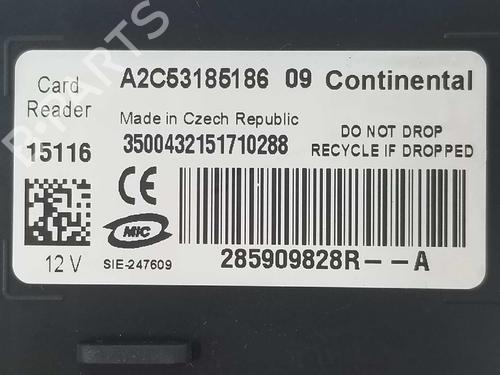 Card Reader
A2C53185186 09 Continental
Made in Czech Republic
15116
3500432151710288
DO NOT DROP
RECYCLE IF DROPPED
CE
MIC
12 V
SIE-247609
285909828R--A
B-PARTS